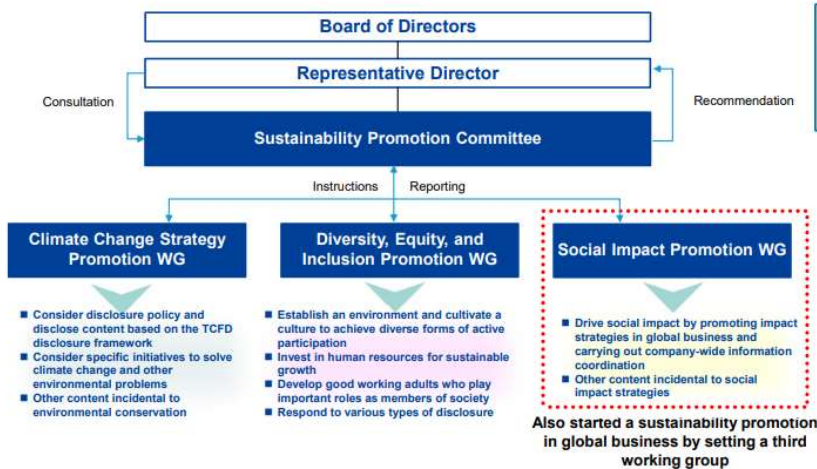 Board of Directors
Representative Director
Consultation
Recommendation
Sustainability Promotion Committee
Instructions
Reporting
Climate Change Strategy
Promotion WG
■ Consider disclosure policy and
disclose content based on the TCFD
disclosure framework
■ Consider specific initiatives to solve
climate change and other
environmental problems
■ Other content incidental to
environmental conservation
Diversity, Equity, and
Inclusion Promotion WG
■ Establish an environment and cultivate a
culture to achieve diverse forms of active
participation
■ Invest in human resources for sustainable
growth
■ Develop good working adults who play
important roles as members of society
■ Respond to various types of disclosure
Social Impact Promotion WG
■ Drive social impact by promoting impact
strategies in global business and
carrying out company-wide information
coordination
■ Other content incidental to social
impact strategies
Also started a sustainability promotion
in global business by setting a third
working group